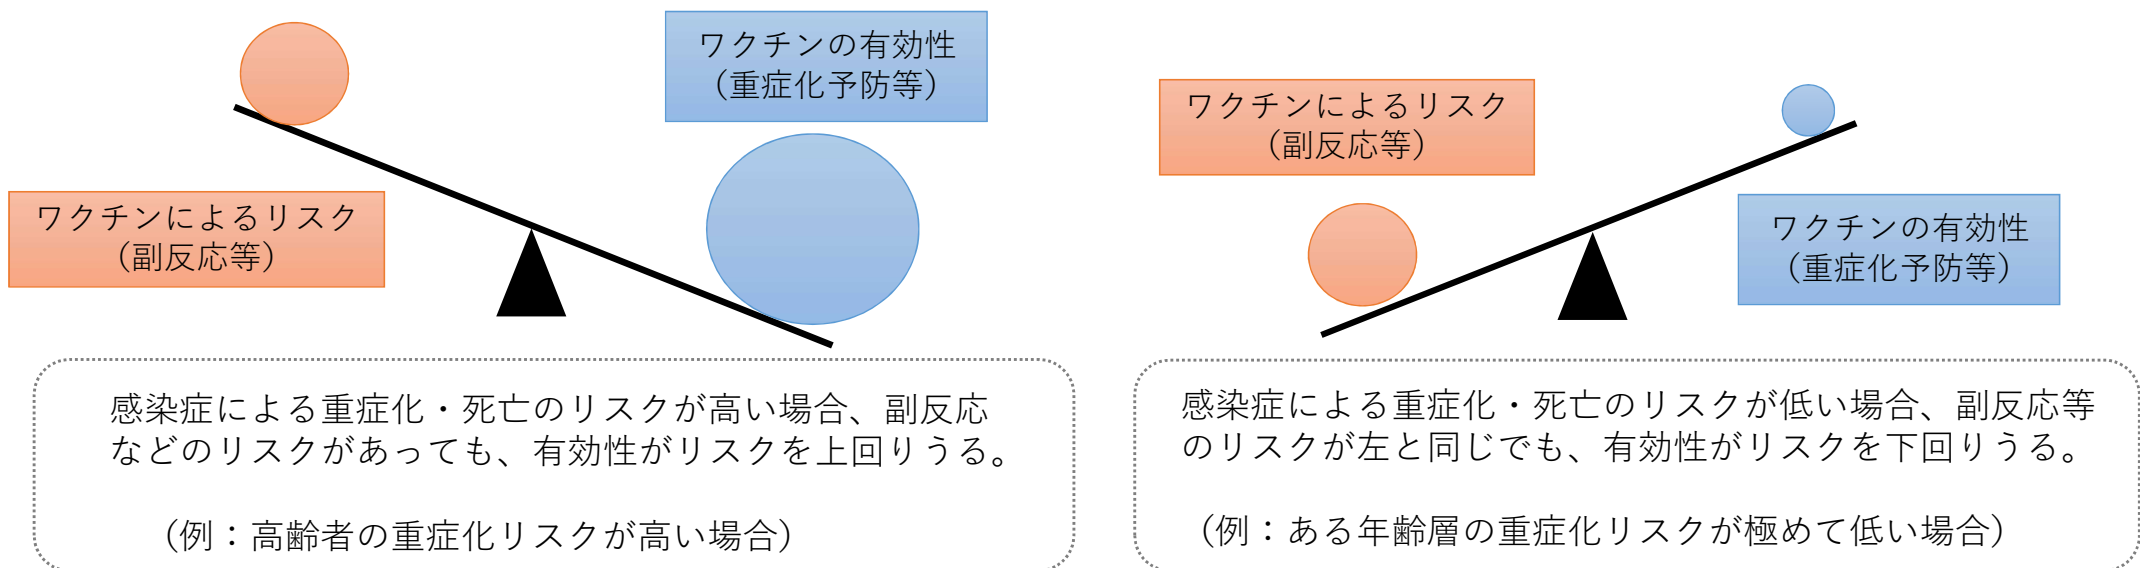 ワクチンの有効性
（重症化予防等）
ワクチンによるリスク
（副反応等）
感染症による重症化・死亡のリスクが高い場合、副反応
などのリスクがあっても、有効性がリスクを上回りうる。
（例：高齢者の重症化リスクが高い場合）
ワクチンによるリスク
（副反応等）
ワクチンの有効性
（重症化予防等）
感染症による重症化・死亡のリスクが低い場合、副反応等
のリスクが左と同じでも、有効性がリスクを下回りうる。
（例：ある年齢層の重症化リスクが極めて低い場合）